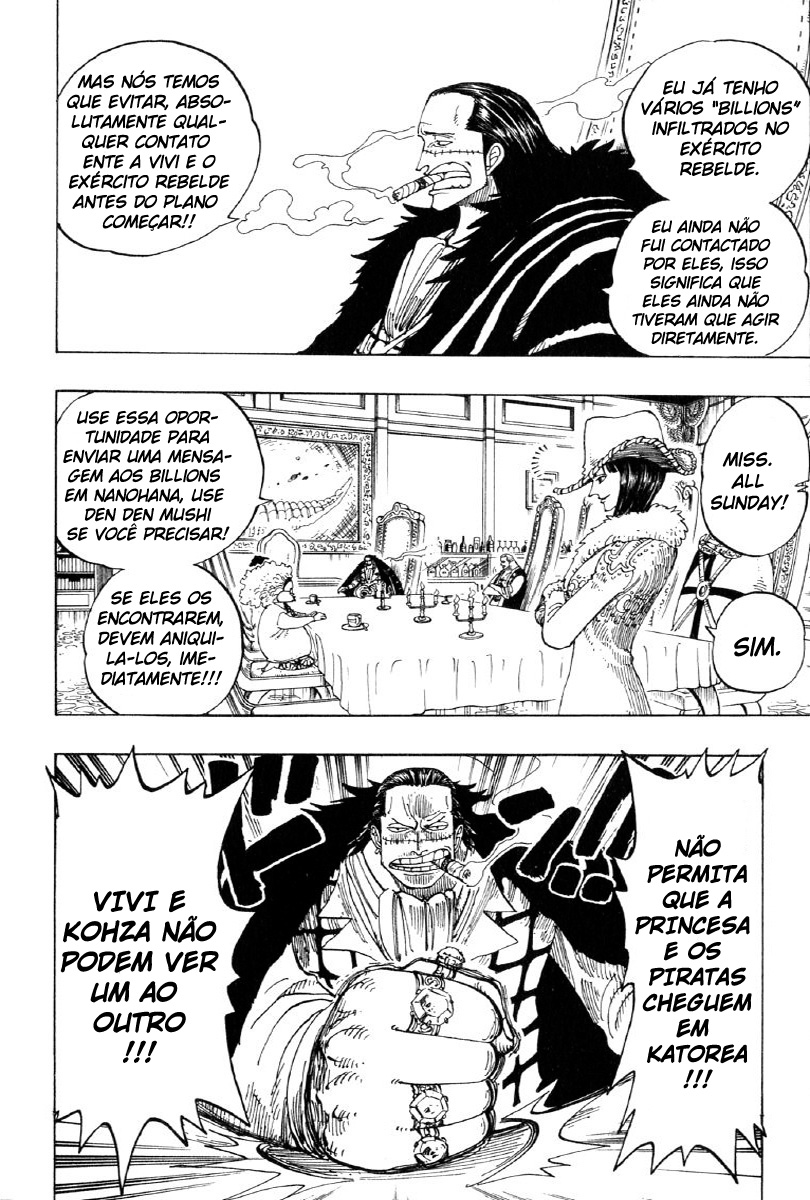 EU JÁ TENHO
VÁRIOS "BILLIONS"
INFILTRADOS NO
EXÉRCITO
REBELDE.
EU AINDA NÃO
FUI CONTACTADO
POR ELES, ISSO
SIGNIFICA QUE
ELES AINDA NÃO
TIVERAM QUE AGIR
DIRETAMENTE.
MAS NÓS TEMOS
QUE EVITAR, ABSO-
LUTAMENTE QUAL-
QUER CONTATO
ENTE A VIVI E O
EXÉRCITO REBELDE
ANTES DO PLANO
COMEÇAR!!
MISS.
ALL
SUNDAY!
SIM.
USE ESSA OPOR-
TUNIDADE PARA
ENVIAR UMA MENSA-
GEM AOS BILLIONS
EM NANOHANA, USE
DEN DEN MUSHI
SE VOCÊ PRECISAR!
SE ELES OS
ENCONTRAREM,
DEVEM ANIQUI-
LA-LOS, IME-
DIATAMENTE!!!
NÃO
PERMITA
QUE A
PRINCESA
E OS
PIRATAS
CHEGUEM
EM
KATOREA
!!!
VIVI E
KOHZA NÃO
PODEM VER
UM AO
OUTRO
!!!